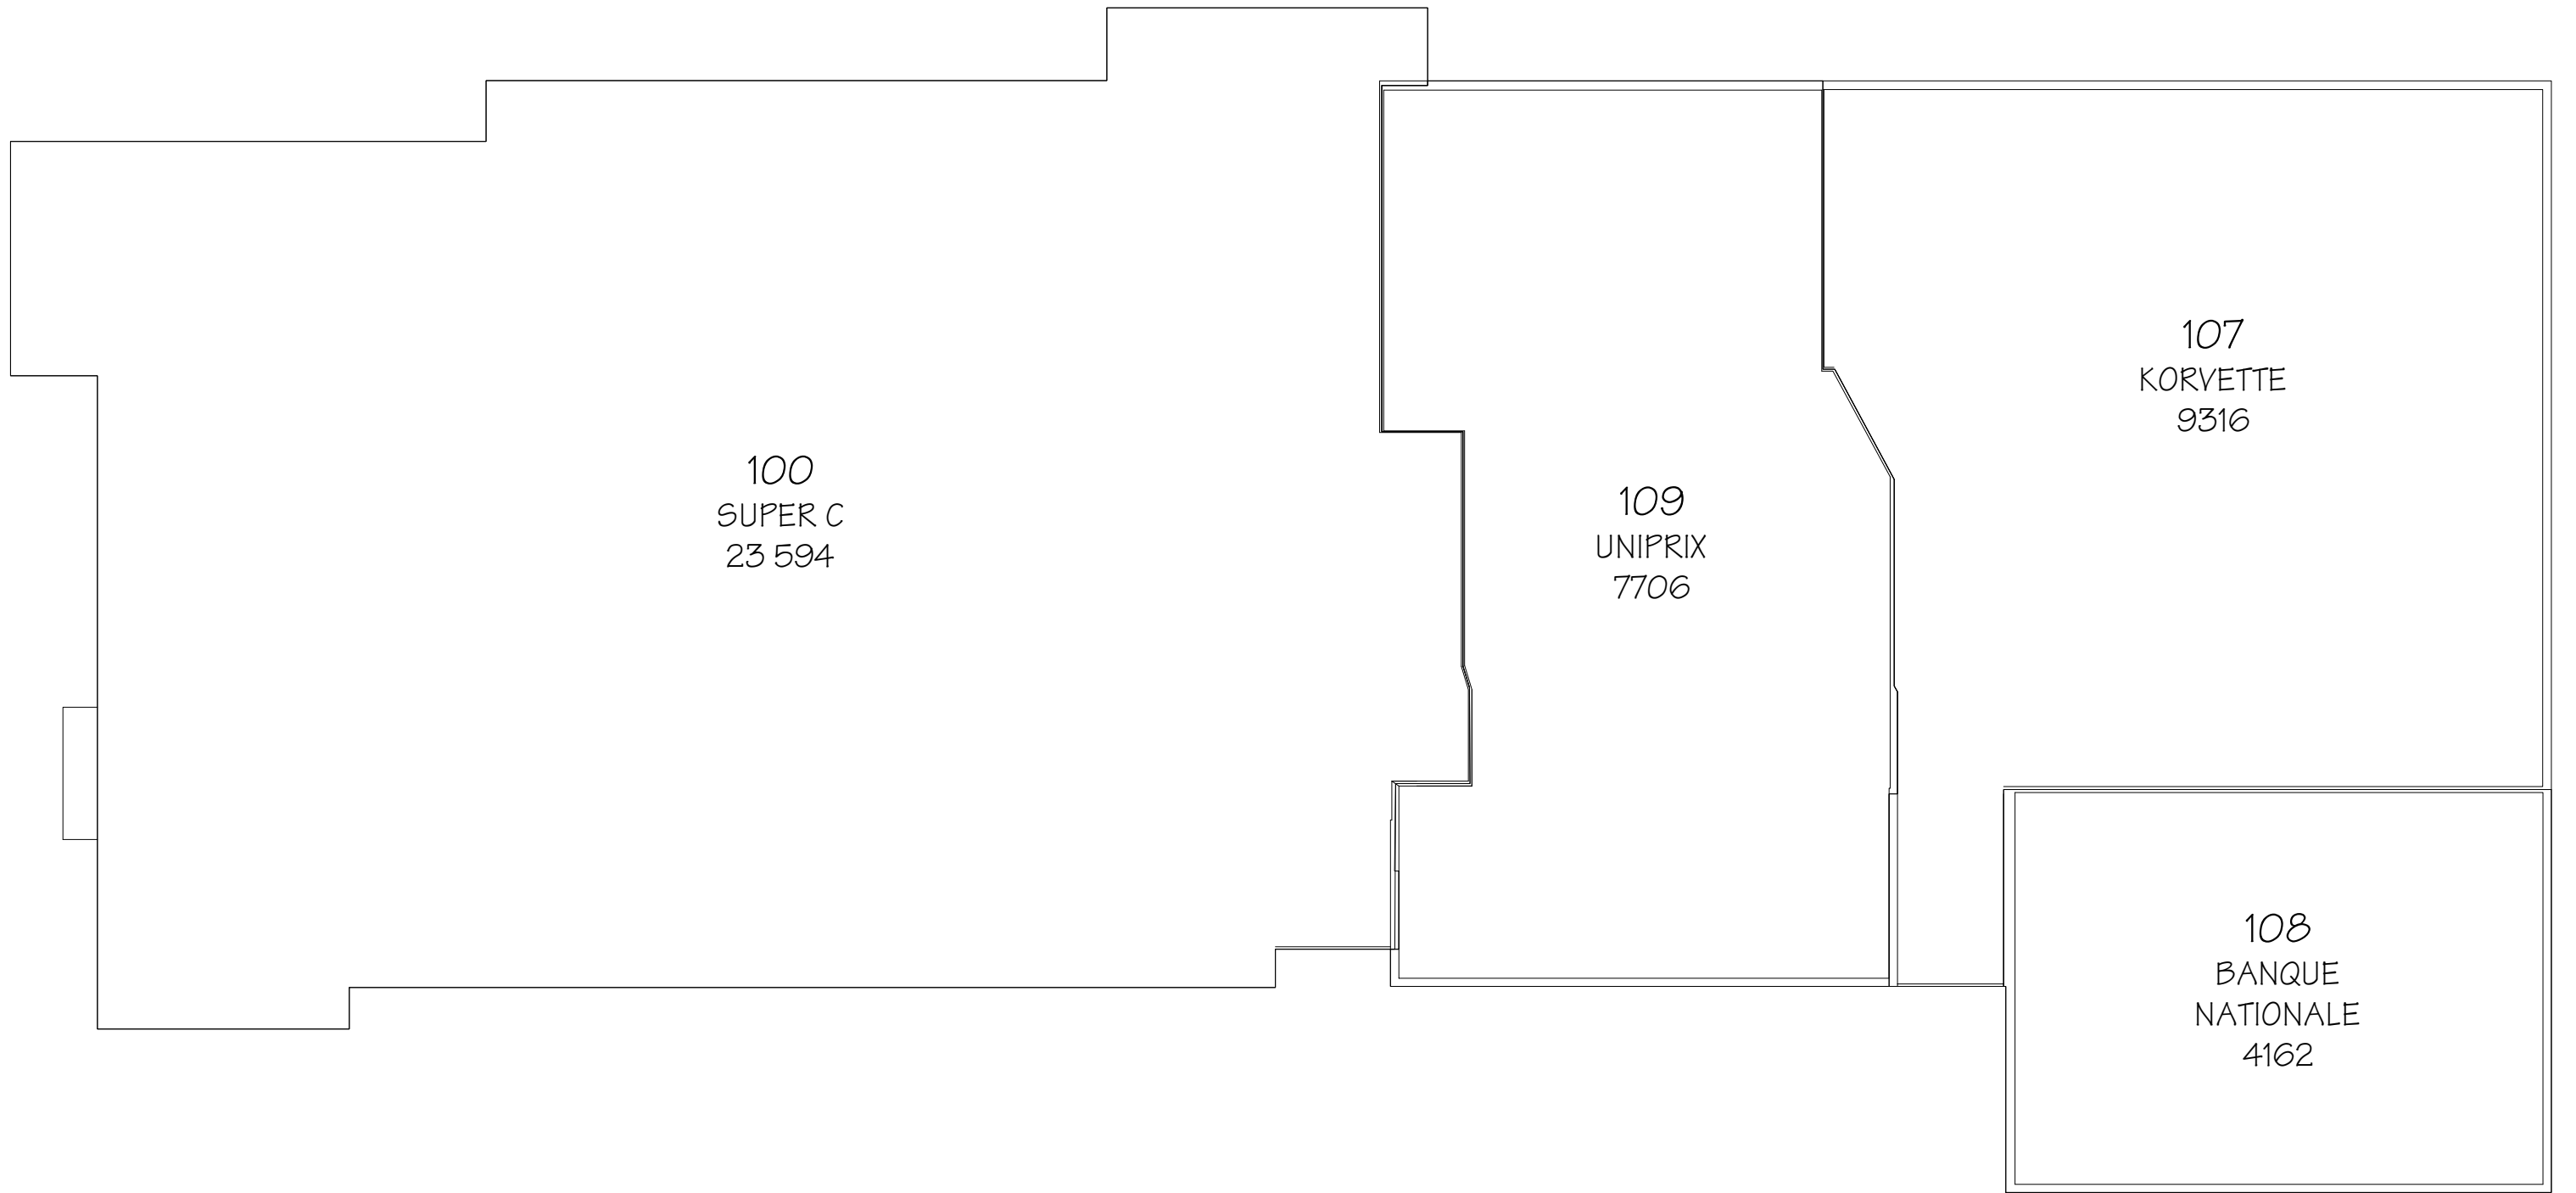 100
SUPER C
23 594
109
UNIPRIX
7706
107
KORVETTE
9316
108
BANQUE
NATIONALE
4162